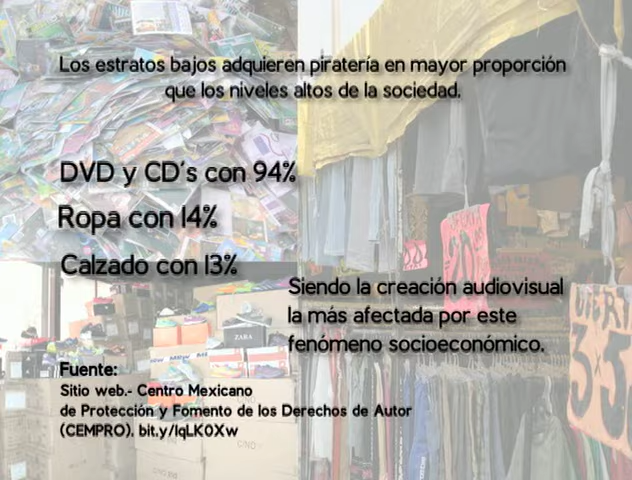 Los estratos bajos adquieren piratería en mayor proporción
que los niveles altos de la sociedad.
DVD y CD's con 94%
Ropa con 14%
Calzado con 13%
Siendo la creación audiovisual
la más afectada por este
fenómeno socioeconómico.
ZARA
Fuente:
Sitio web.- Centro Mexicano
de Protección y Fomento de los Derechos de Autor
(CEMPRO). bit.y/lqLK0Xw